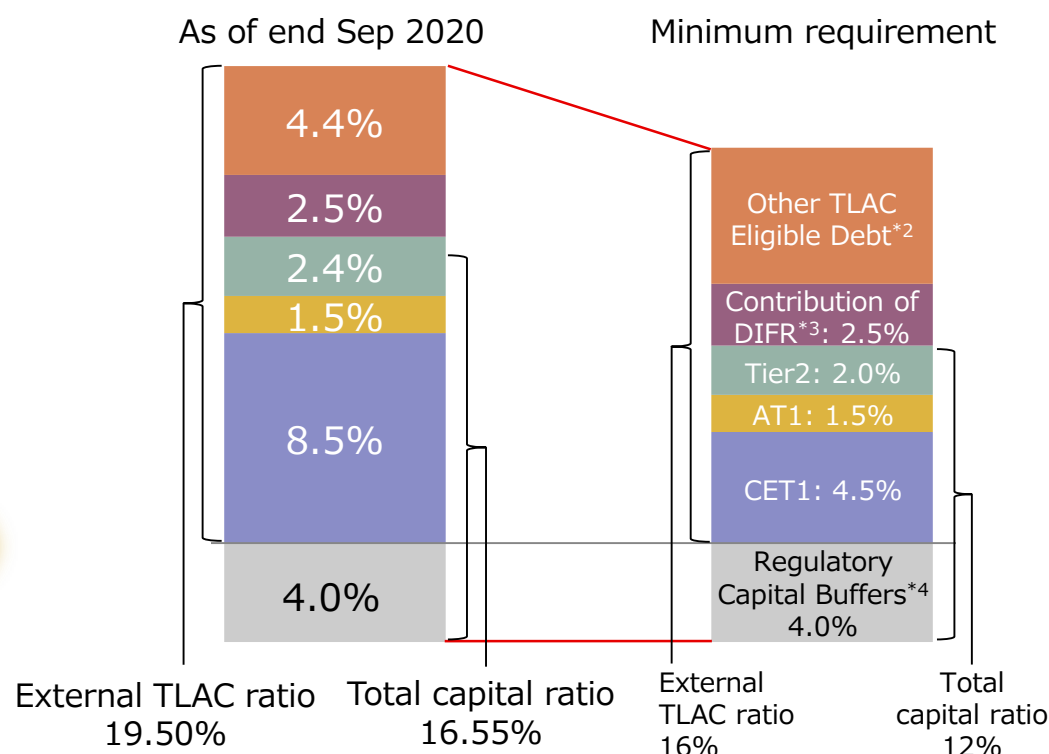 As of end Sep 2020
4.4%
2.5%
2.4%
1.5%
8.5%
4.0%
External TLAC ratio
19.50%
Total capital ratio
16.55%
Minimum requirement
Other TLAC
Eligible Debt*2
Contribution of
DIFR*3: 2.5%
Tier2: 2.0%
AT1: 1.5%
CET1: 4.5%
Regulatory
Capital Buffers*4
4.0%
External
TLAC ratio
16%
Total
capital ratio
12%